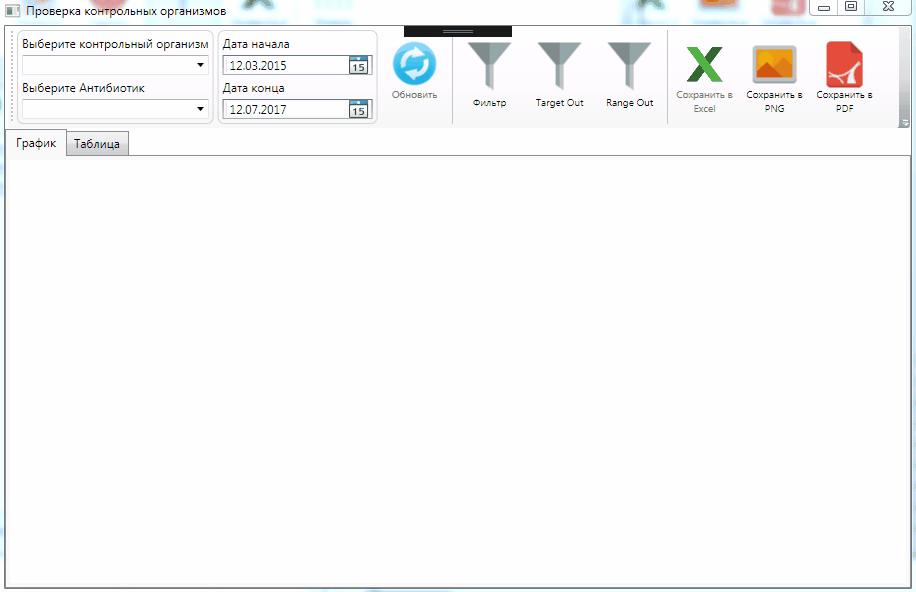 Проверка контрольных организмов
Выберите контрольный организм
Выберите Антибиотик
Дата начала
12.03.2015
15
Дата конца
12.07.2017
15
Обновить
Фильтр
Target Out
Range Out
Сохранить в
Excel
Сохранить в
PNG
Сохранить в
PDF
График
Таблица